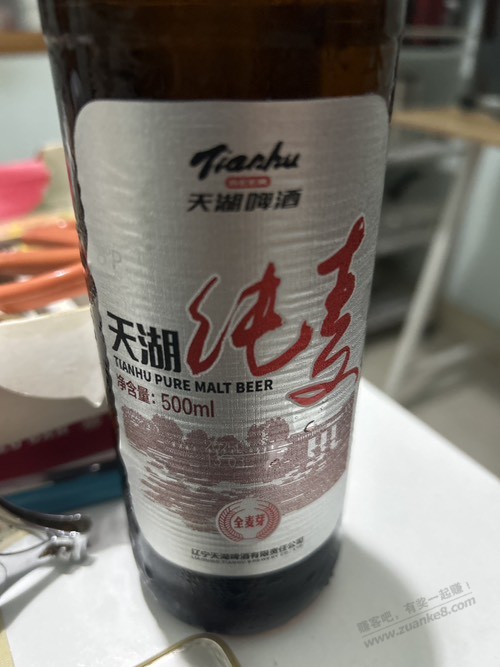 Tianhu
天湖啤酒
天湖纯麦
TIANHU PURE MALT BEER
净含量：500ml
全麦芽
辽宁天湖啤酒有限责任公司
赚客吧，有奖一起赚！
www.zuanke8.com